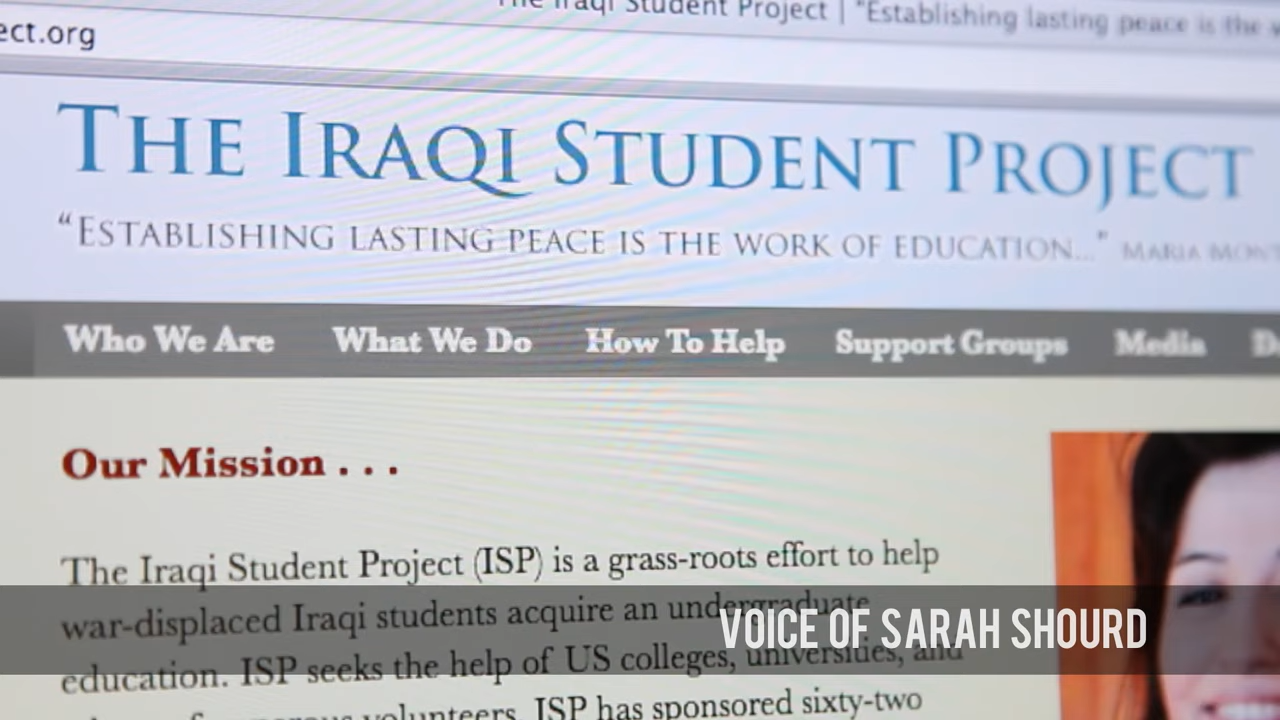 The Iraqi Student Project | "Establishing lasting peace is the
ect.org
THE IRAQI STUDENT PROJECT
"ESTABLISHING LASTING PEACE IS THE WORK OF EDUCATION..." MARIA MONT
Who We Are What We Do How To Help Support Groups Media D
Our Mission . . .
The Iraqi Student Project (ISP) is a grass-roots effort to help
war-displaced Iraqi students acquire an undergraduate
education. ISP seeks the help of US colleges, universities, and
volunteers. ISP has sponsored sixty-two
VOICE OF SARAH SHOURD